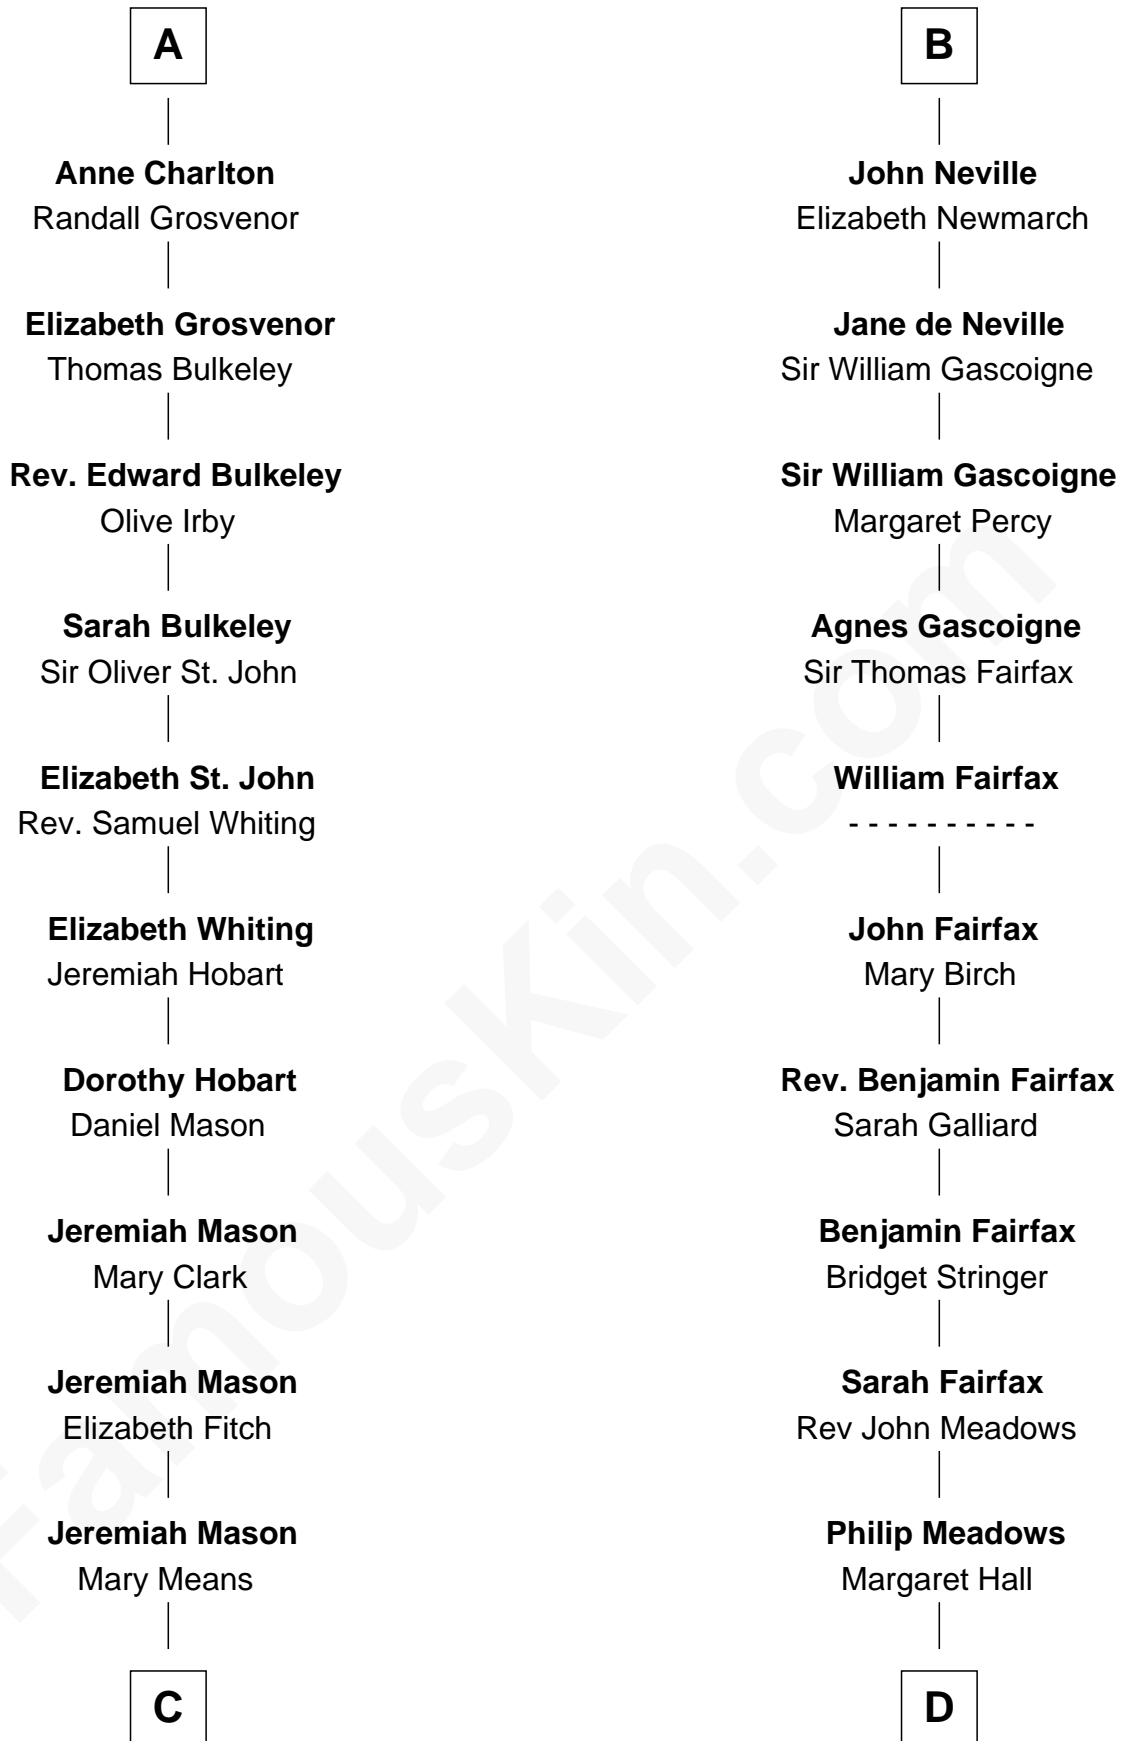 A
Anne Charlton
Randall Grosvenor
Elizabeth Grosvenor
Thomas Bulkeley
Rev. Edward Bulkeley
Olive Irby
Sarah Bulkeley
Sir Oliver St. John
Elizabeth St. John
Rev. Samuel Whiting
Elizabeth Whiting
Jeremiah Hobart
Dorothy Hobart
Daniel Mason
Jeremiah Mason
Mary Clark
Jeremiah Mason
Elizabeth Fitch
Jeremiah Mason
Mary Means
C
B
John Neville
Elizabeth Newmarch
Jane de Neville
Sir William Gascoigne
Sir William Gascoigne
Margaret Percy
Agnes Gascoigne
Sir Thomas Fairfax
William Fairfax
- - - - - - - - - -
John Fairfax
Mary Birch
Rev. Benjamin Fairfax
Sarah Galliard
Benjamin Fairfax
Bridget Stringer
Sarah Fairfax
Rev John Meadows
Philip Meadows
Margaret Hall
D
FamousKin.com